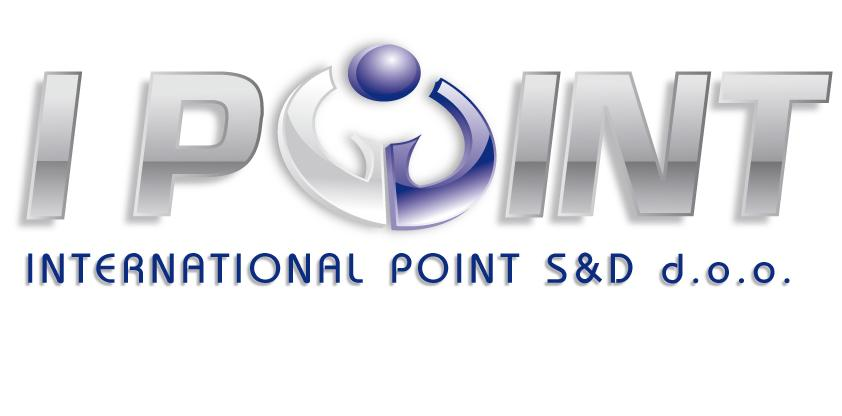 I POINT
INTERNATIONAL POINT S&D d.o.o.